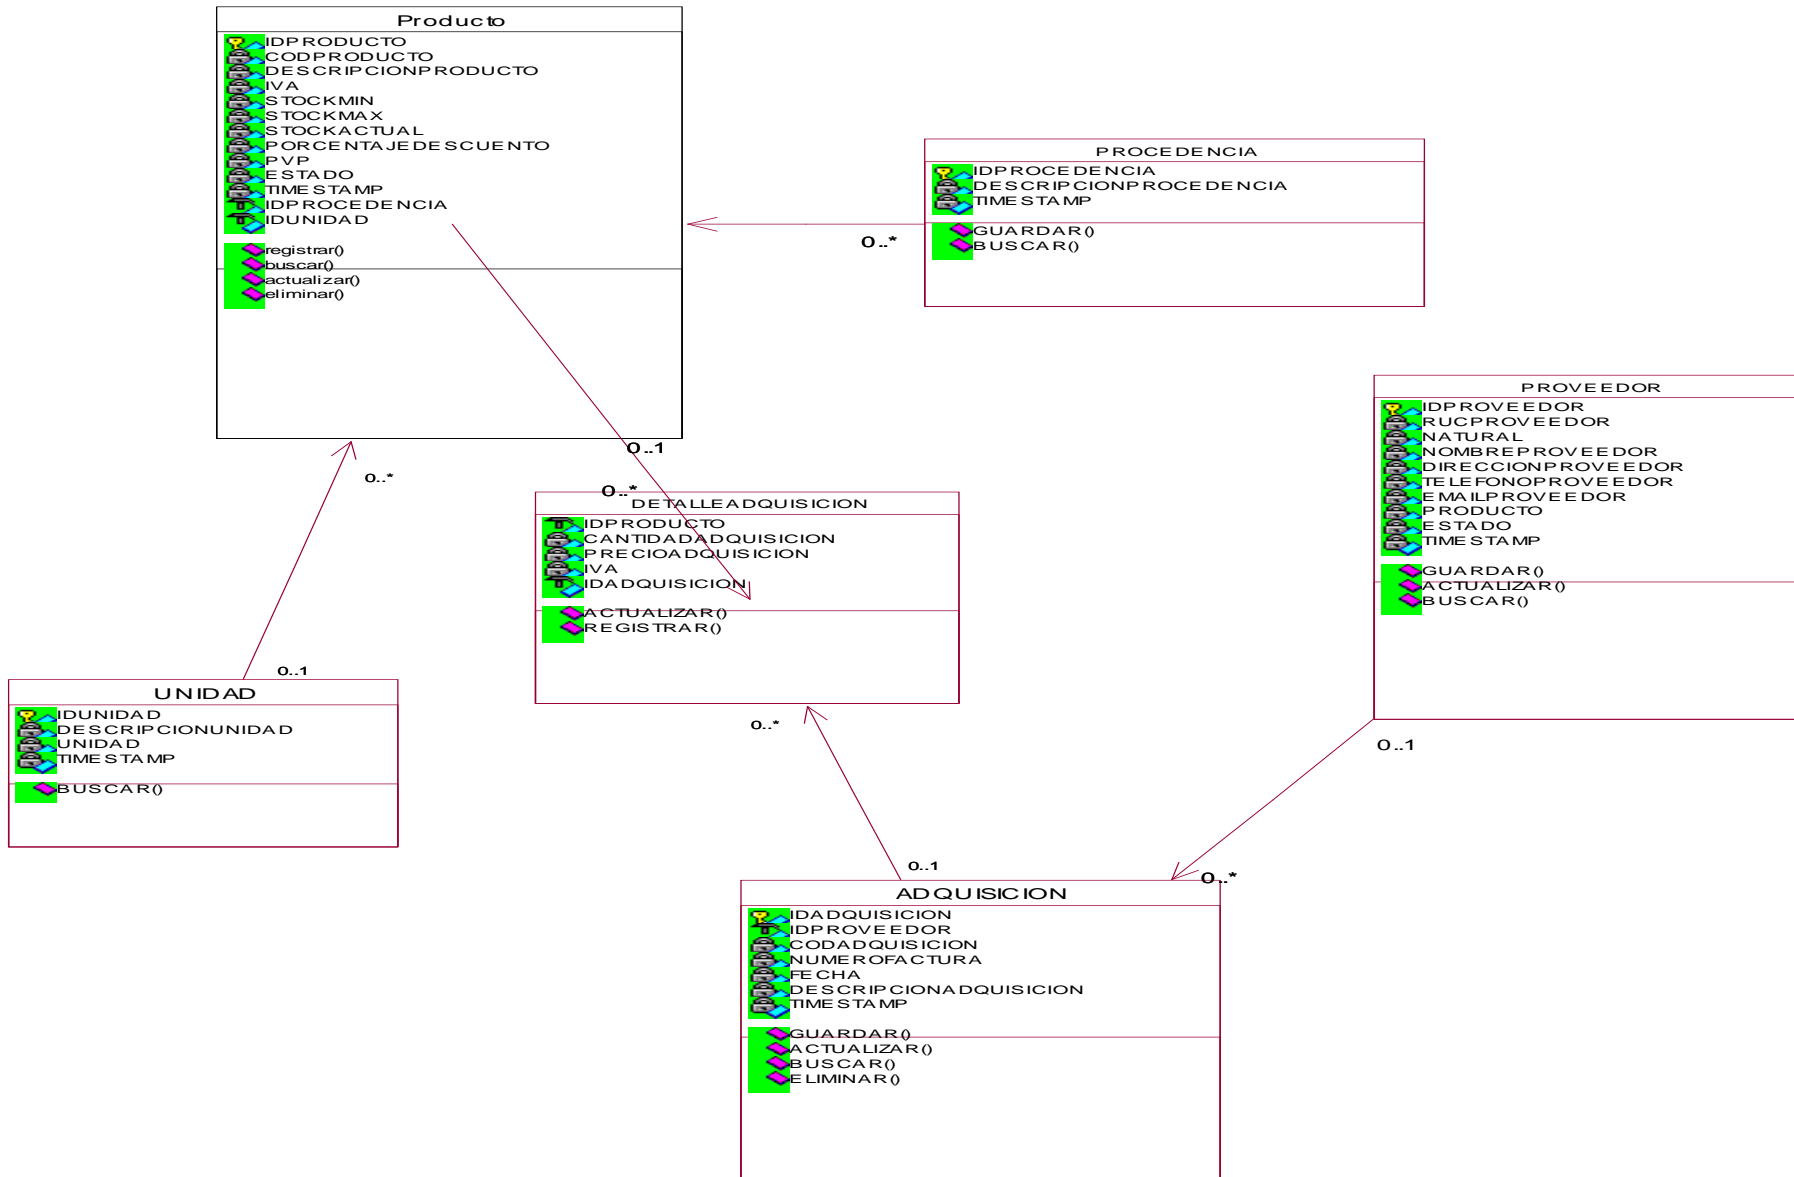 Producto
IDPRODUCTO
CODPRODUCTO
DESCRIPCIONPRODUCTO
IVA
STOCKMIN
STOCKMAX
STOCKACTUAL
PORCENTAJEDESCUENTO
PVP
ESTADO
TIMESTAMP
IDPROCEDENCIA
IDUNIDAD
registrar()
buscar()
actualizar()
eliminar()
PROCEDENCIA
IDPROCEDENCIA
DESCRIPCIONPROCEDENCIA
TIMESTAMP
GUARDAR()
BUSCAR()
0..*
PROVEEDOR
IDPROVEEDOR
RUCPROVEEDOR
NATURAL
NOMBREPROVEEDOR
DIRECCIONPROVEEDOR
TELEFONOPROVEEDOR
EMAILPROVEEDOR
PRODUCTO
ESTADO
TIMESTAMP
GUARDAR()
ACTUALIZAR()
BUSCAR()
0..1
0..*
0..*
DETALLEADQUISICION
IDPRODUCTO
CANTIDADADQUISICION
PRECIOADQUISICION
IVA
IDADQUISICION
ACTUALIZAR()
REGISTRAR()
0..1
UNIDAD
IDUNIDAD
DESCRIPCIONUNIDAD
UNIDAD
TIMESTAMP
BUSCAR()
0..*
0..1
0..1
0..*
ADQUISICION
IDADQUISICION
IDPROVEEDOR
CODADQUISICION
NUMEROFACTURA
FECHA
DESCRIPCIONADQUISICION
TIMESTAMP
GUARDAR()
ACTUALIZAR()
BUSCAR()
ELIMINAR()